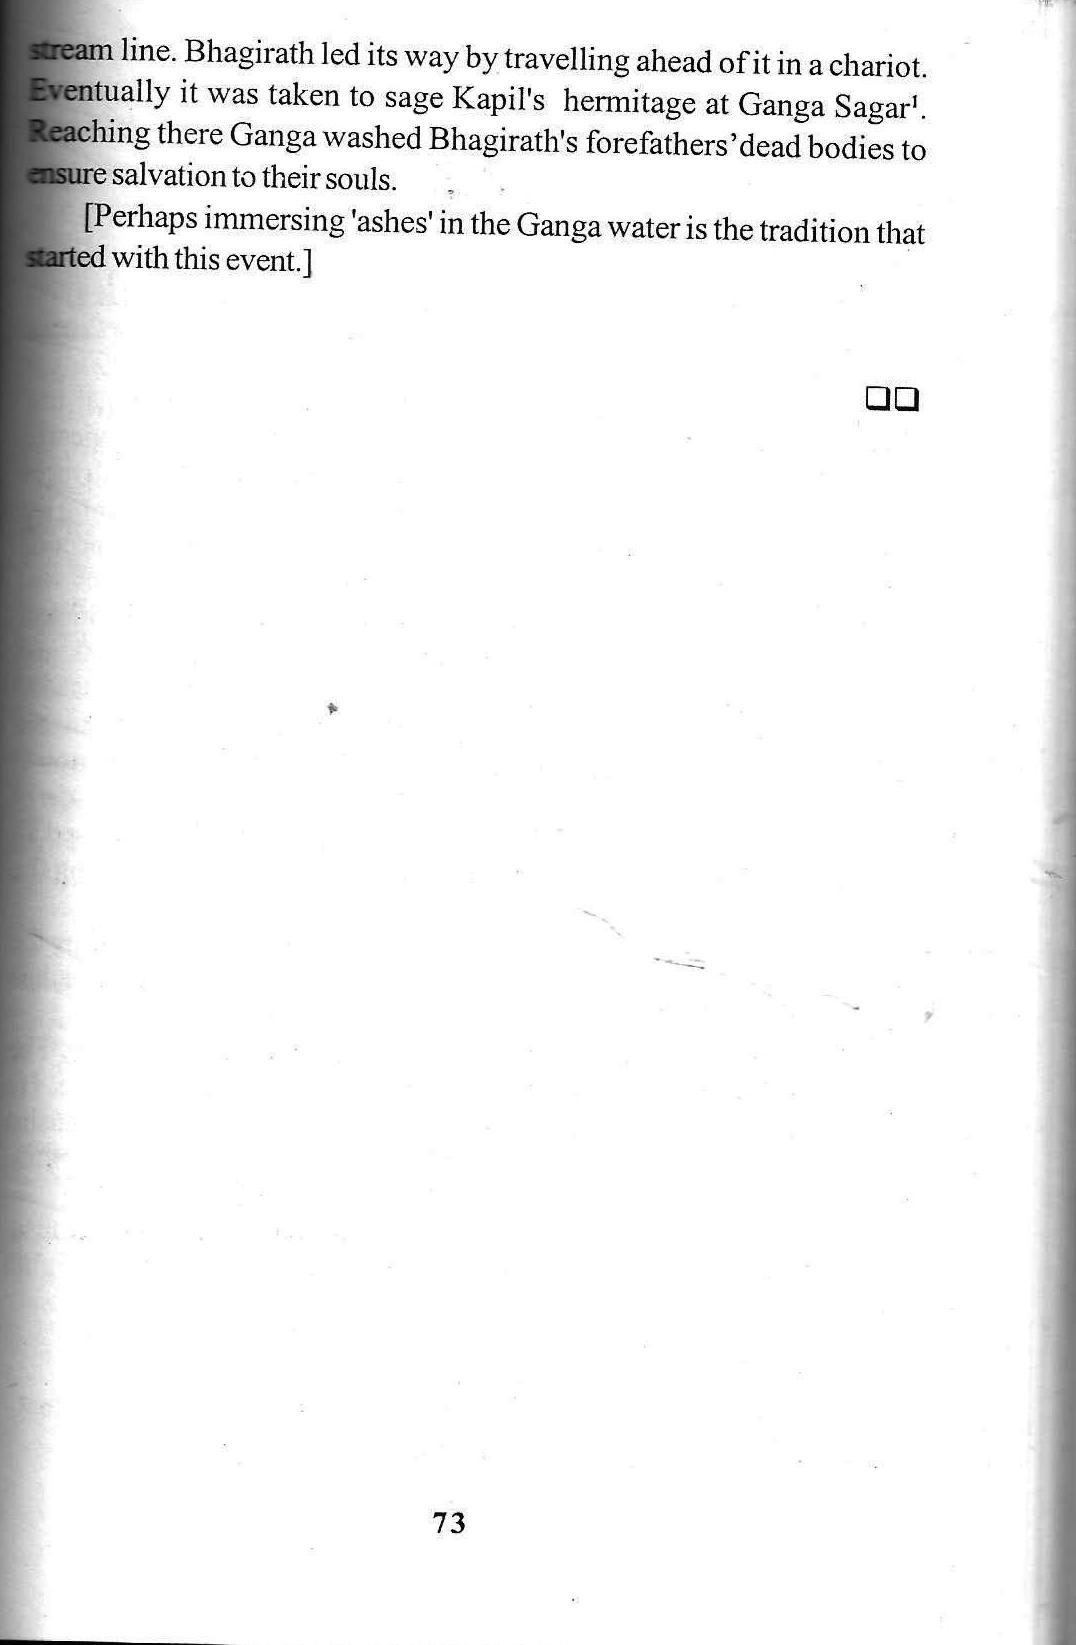 stream line. Bhagirath led its way by travelling ahead of it in a chariot.
Eventually it was taken to sage Kapil's hermitage at Ganga Sagar¹.
Reaching there Ganga washed Bhagirath's forefathers' dead bodies to
ensure salvation to their souls.
[Perhaps immersing 'ashes' in the Ganga water is the tradition that
started with this event.]
❑❑
73